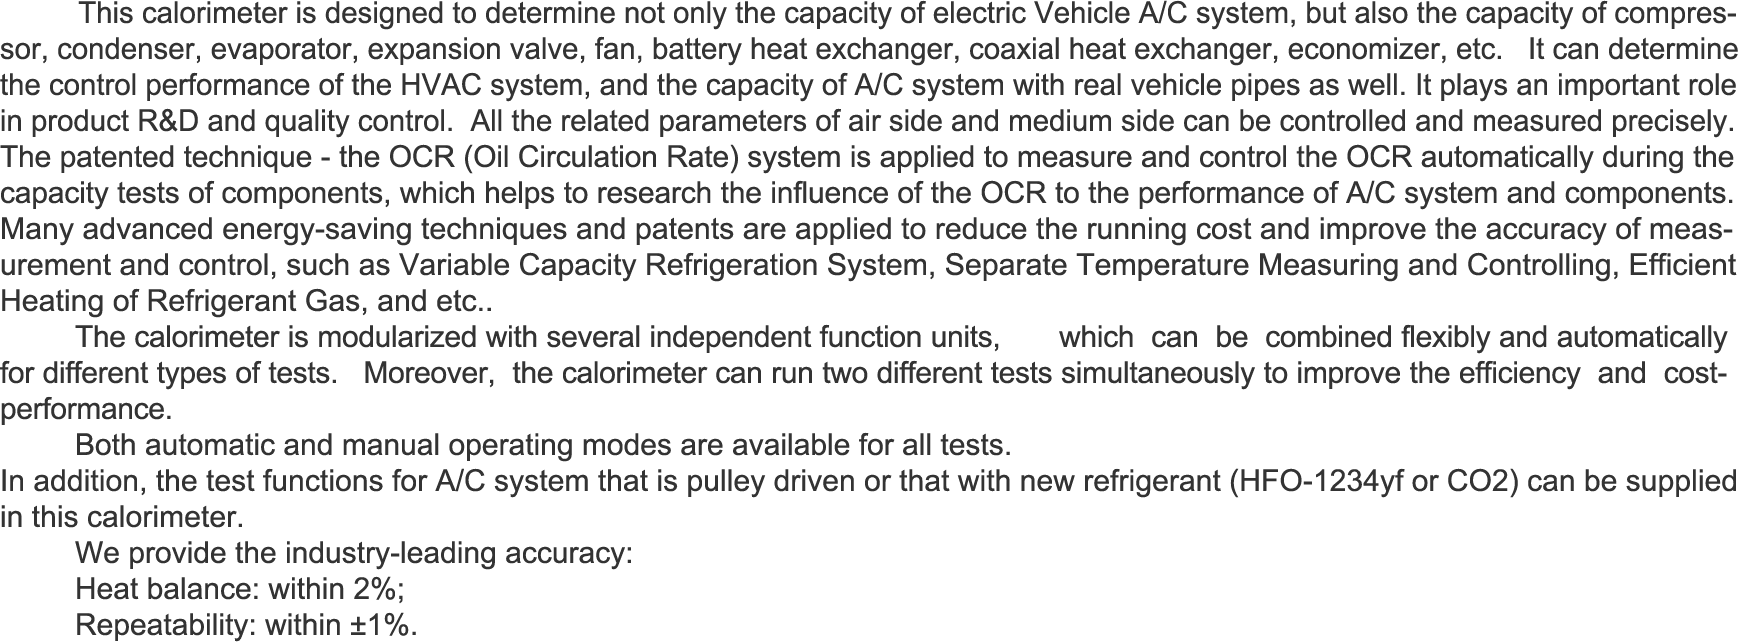 This calorimeter is designed to determine not only the capacity of electric Vehicle A/C system, but also the capacity of compres-
sor, condenser, evaporator, expansion valve, fan, battery heat exchanger, coaxial heat exchanger, economizer, etc. It can determine
the control performance of the HVAC system, and the capacity of A/C system with real vehicle pipes as well. It plays an important role
in product R&D and quality control. All the related parameters of air side and medium side can be controlled and measured precisely.
The patented technique - the OCR (Oil Circulation Rate) system is applied to measure and control the OCR automatically during the
capacity tests of components, which helps to research the influence of the OCR to the performance of A/C system and components.
Many advanced energy-saving techniques and patents are applied to reduce the running cost and improve the accuracy of meas-
urement and control, such as Variable Capacity Refrigeration System, Separate Temperature Measuring and Controlling, Efficient
Heating of Refrigerant Gas, and etc..
The calorimeter is modularized with several independent function units, which can be combined flexibly and automatically
for different types of tests. Moreover, the calorimeter can run two different tests simultaneously to improve the efficiency and cost-
performance.
Both automatic and manual operating modes are available for all tests.
In addition, the test functions for A/C system that is pulley driven or that with new refrigerant (HFO-1234yf or CO2) can be supplied
in this calorimeter.
We provide the industry-leading accuracy:
Heat balance: within 2%;
Repeatability: within ±1%.